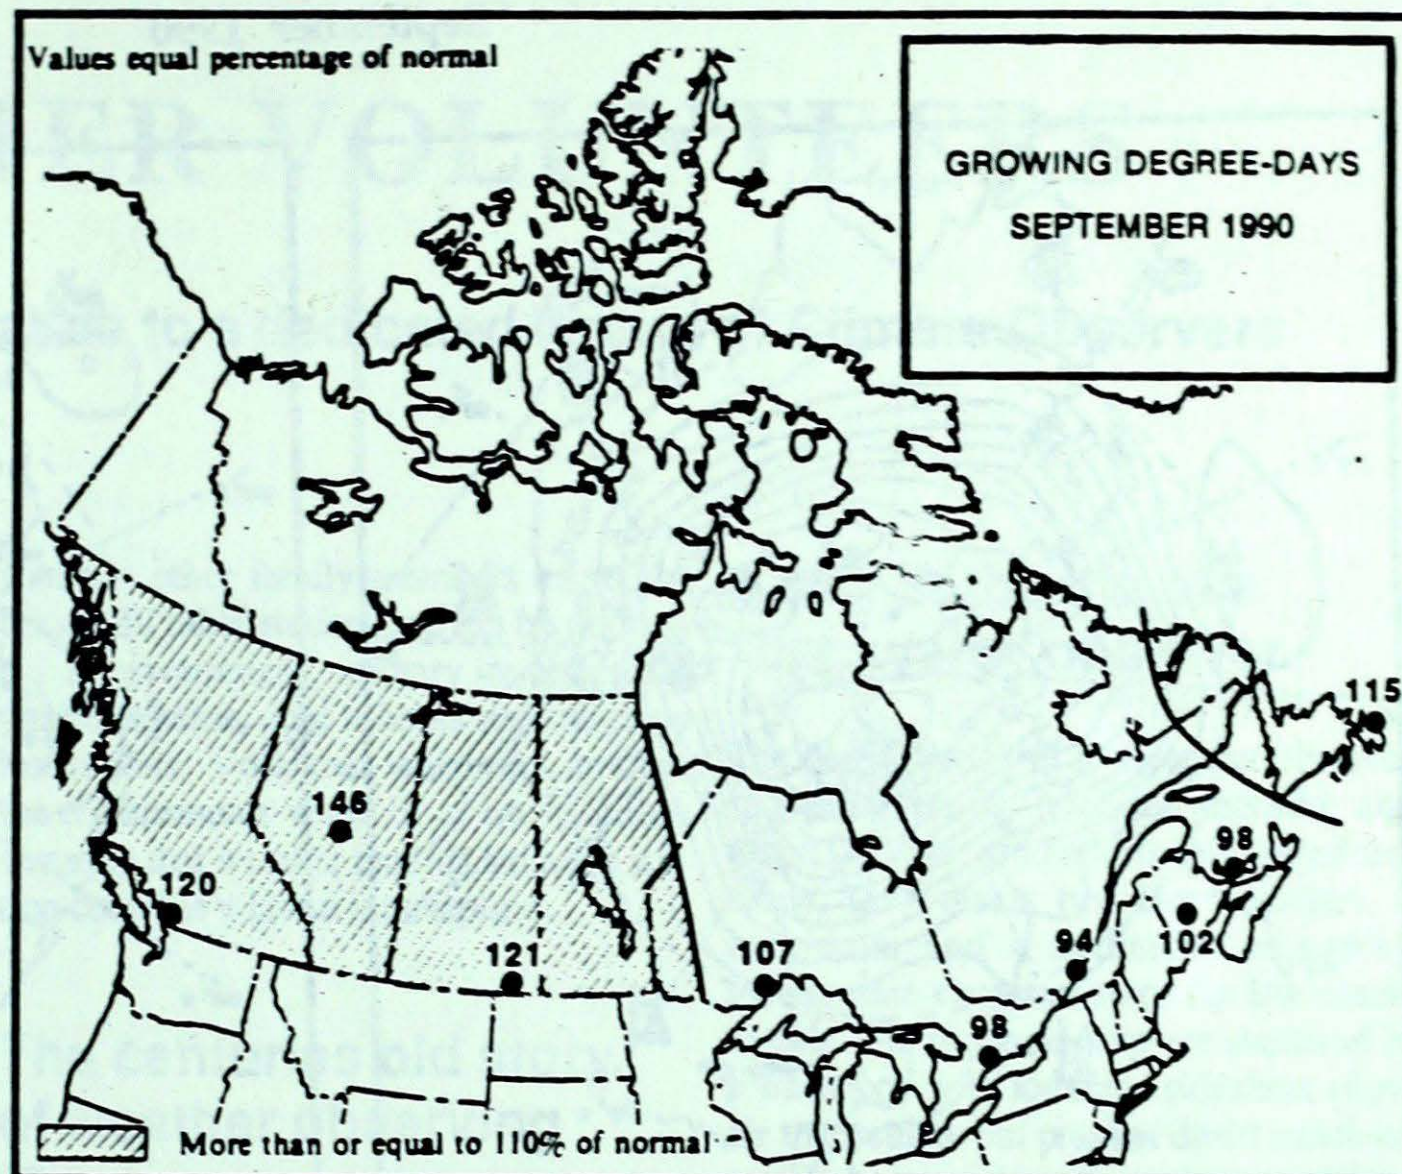 Values equal percentage of normal
GROWING DEGREE-DAYS
SEPTEMBER 1990
115
146
98
120
102
121
107
94
98
More than or equal to 110% of normal